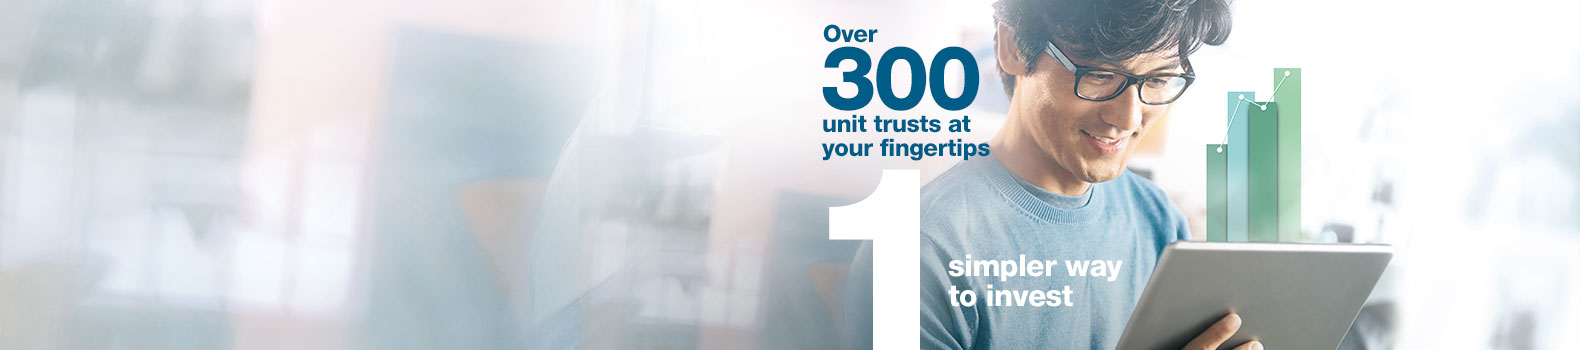 Over
300
unit trusts at
your fingertips
1
simpler way
to invest